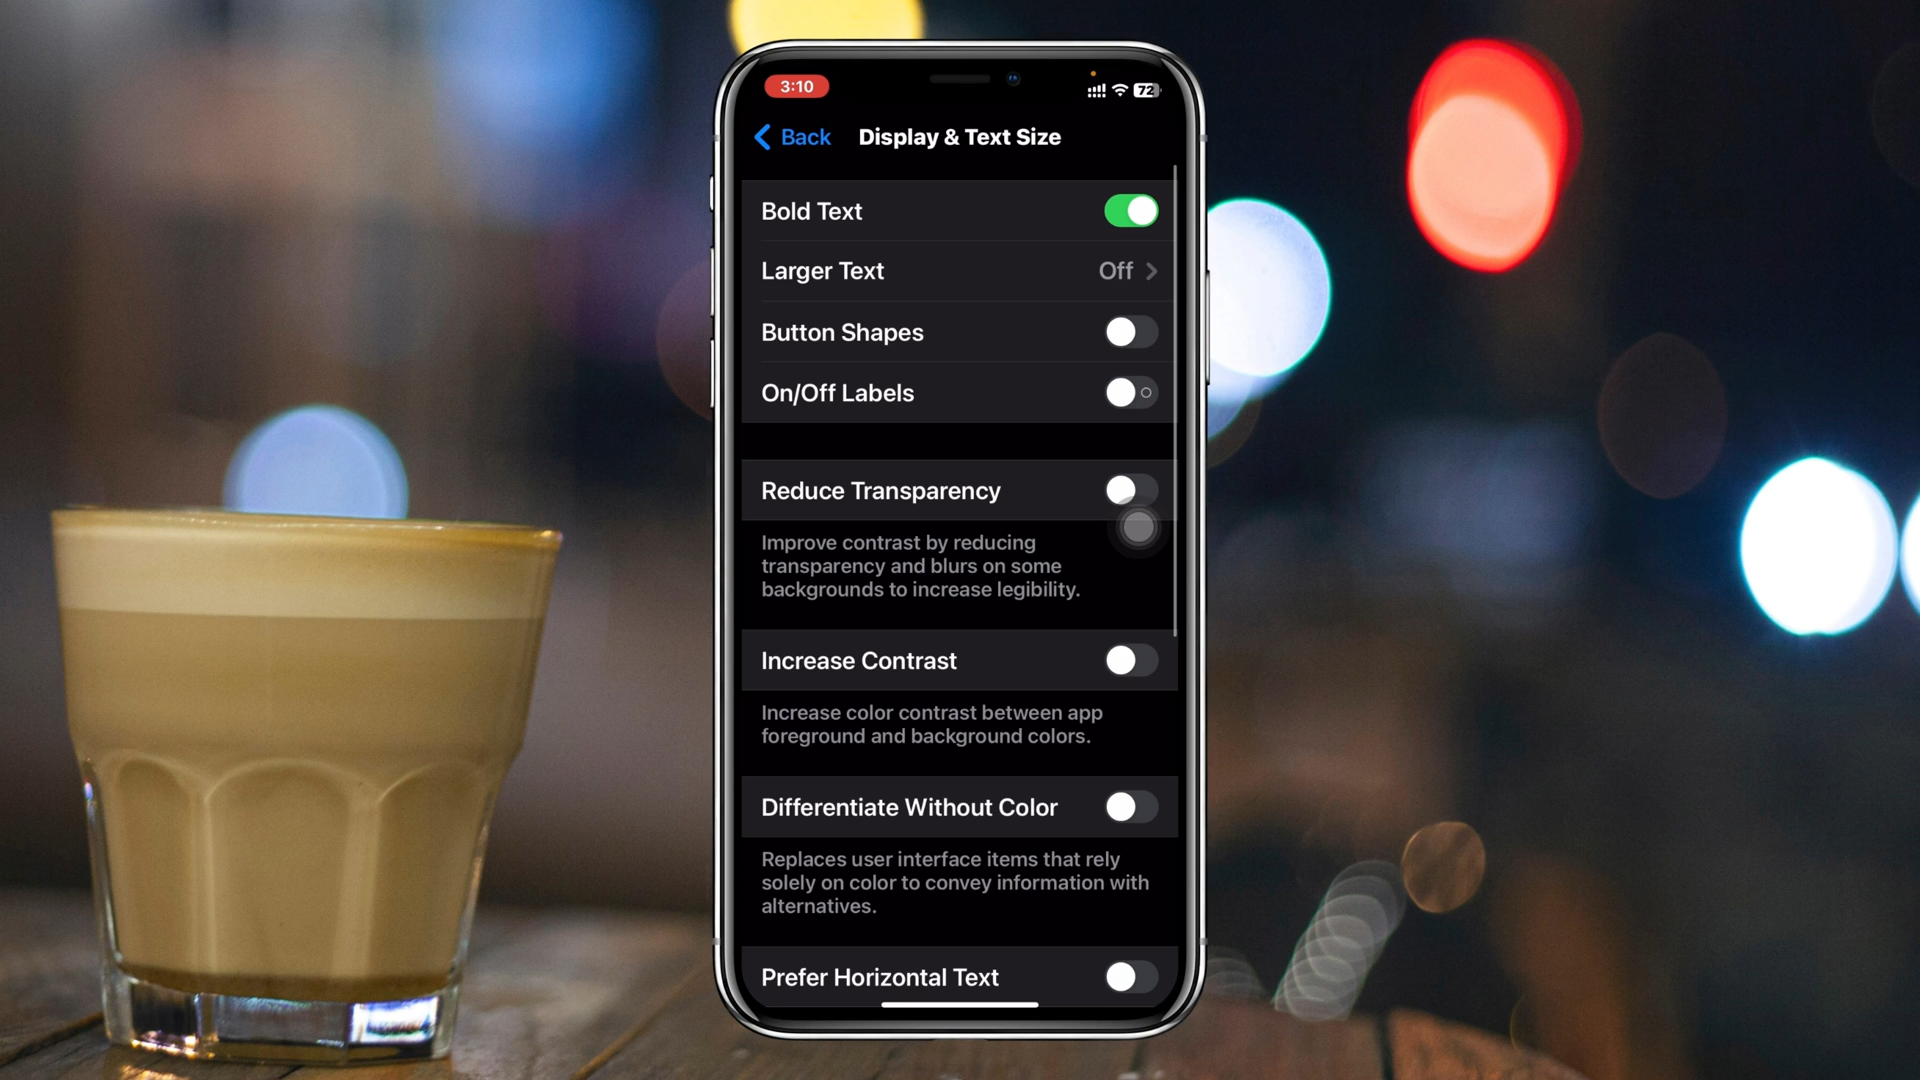 3:10
72
Back
Display & Text Size
Bold Text
Larger Text
Off
Button Shapes
On/Off Labels
Reduce Transparency
Improve contrast by reducing
transparency and blurs on some
backgrounds to increase legibility.
Increase Contrast
Increase color contrast between app
foreground and background colors.
Differentiate Without Color
Replaces user interface items that rely
solely on color to convey information with
alternatives.
Prefer Horizontal Text